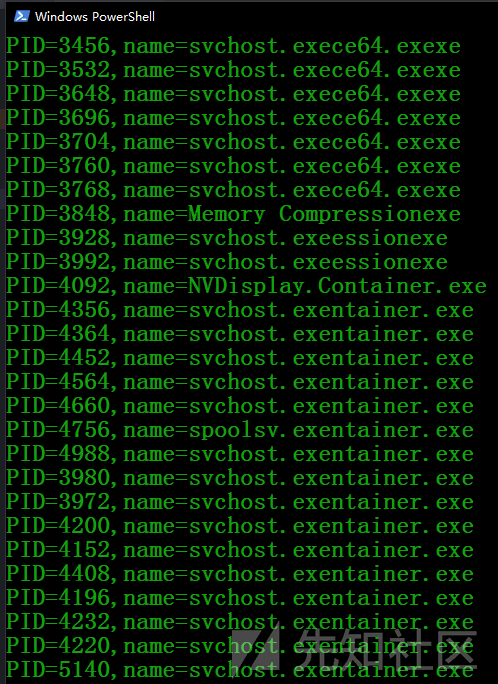 Windows PowerShell
PID=3456,name=svchost.exece64.exexe
PID=3532,name=svchost.exece64.exexe
PID=3648,name=svchost.exece64.exexe
PID=3696,name=svchost.exece64.exexe
PID=3704,name=svchost.exece64.exexe
PID=3760,name=svchost.exece64.exexe
PID=3768,name=svchost.exece64.exexe
PID=3848,name=Memory Compressionexe
PID=3928,name=svchost.exeessionexe
PID=3992,name=svchost.exeessionexe
PID=4092,name=NVDisplay.Container.exe
PID=4356,name=svchost.exentainer.exe
PID=4364,name=svchost.exentainer.exe
PID=4452,name=svchost.exentainer.exe
PID=4564,name=svchost.exentainer.exe
PID=4660,name=svchost.exentainer.exe
PID=4756,name=spoolsv.exentainer.exe
PID=4988,name=svchost.exentainer.exe
PID=3980,name=svchost.exentainer.exe
PID=3972,name=svchost.exentainer.exe
PID=4200,name=svchost.exentainer.exe
PID=4152,name=svchost.exentainer.exe
PID=4408,name=svchost.exentainer.exe
PID=4196,name=svchost.exentainer.exe
PID=4232,name=svchost.exentainer.exe
PID=4220,name=svchost.exentainer.exe
PID=5140,name=svchost.exentainer.exe
先知社区